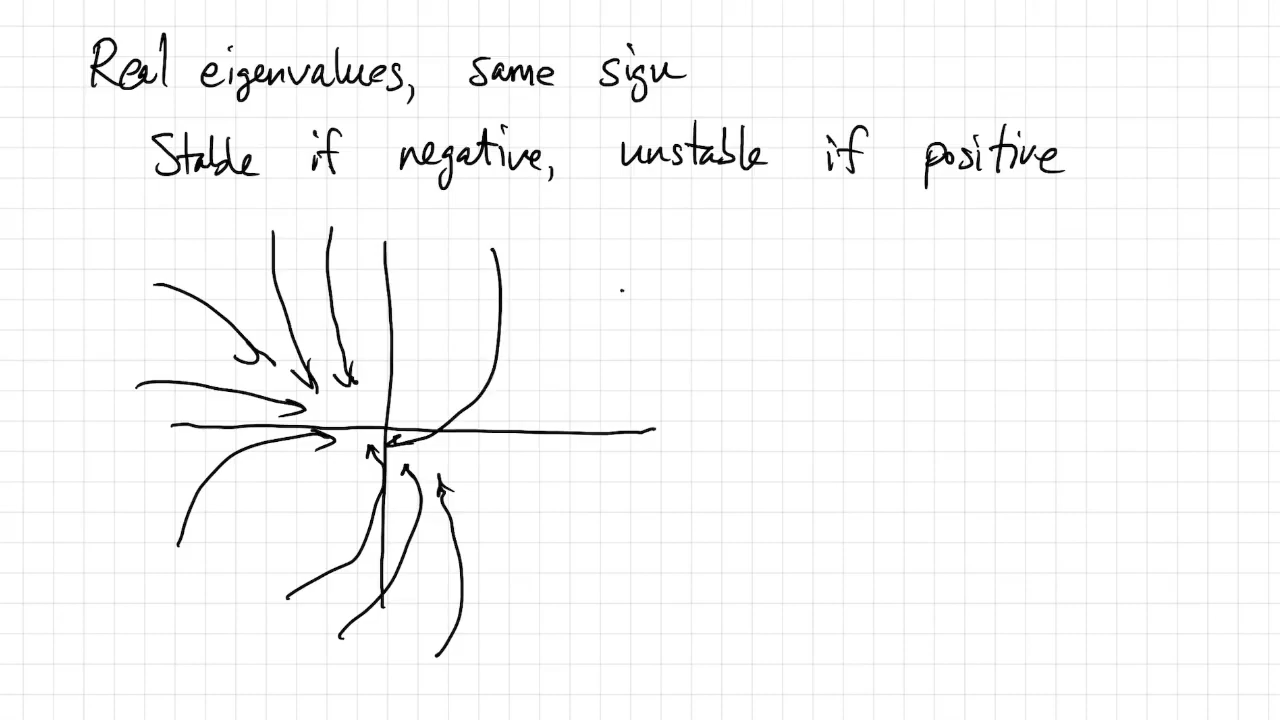 Real eigenvalues, same sign
Stable if negative, unstable if positive